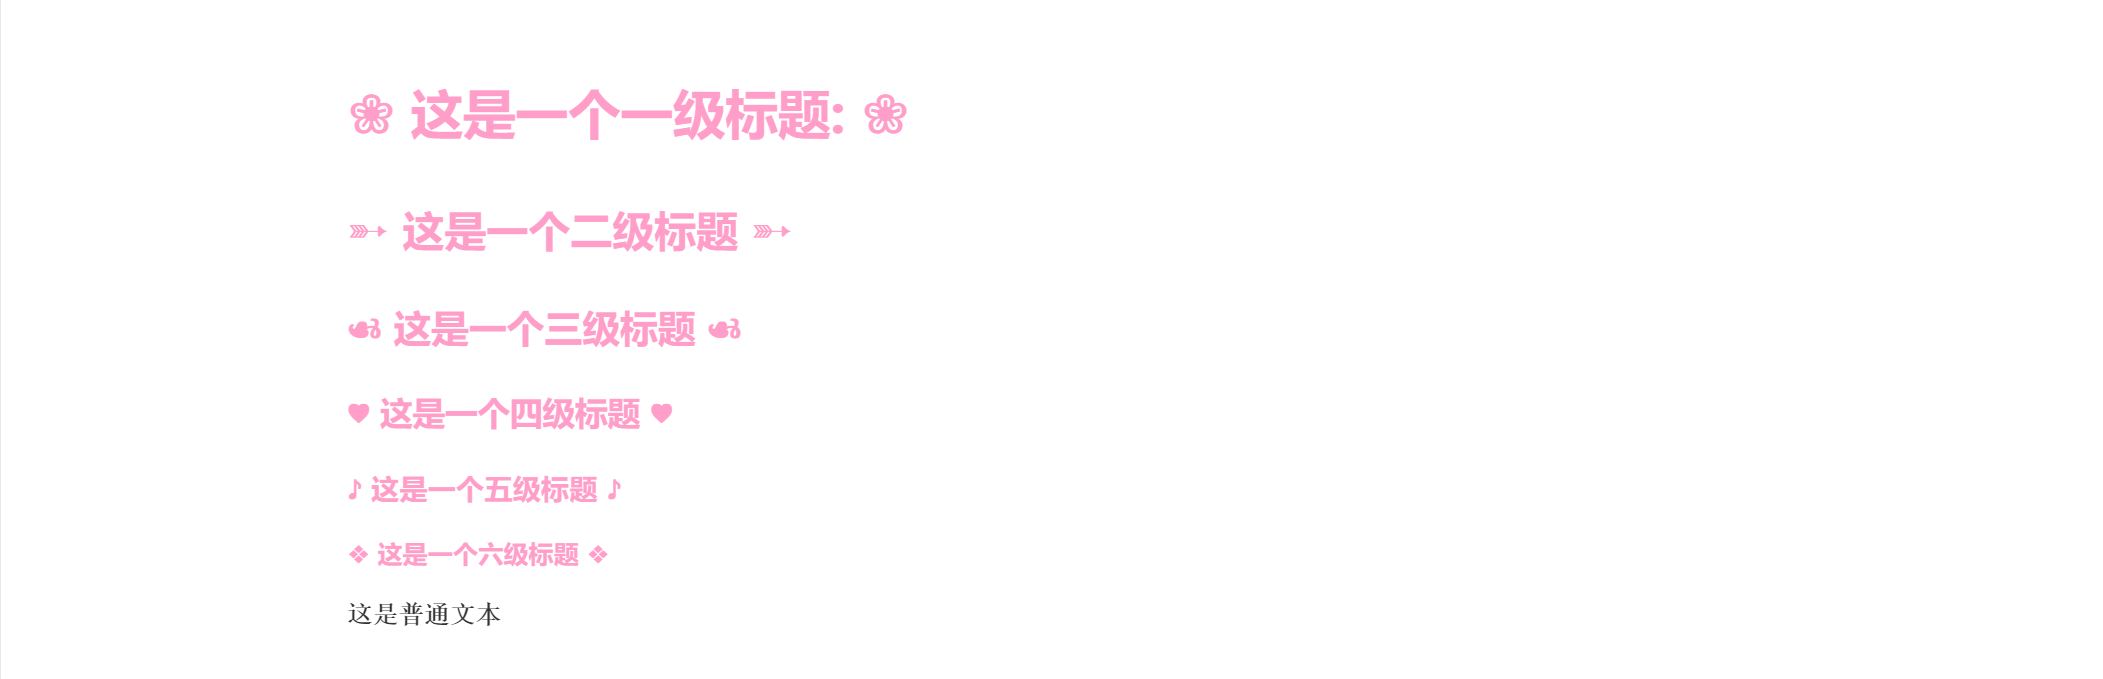 ❀ 这是一个一级标题: ❀
➳ 这是一个二级标题 ➳
☙ 这是一个三级标题 ☙
♥ 这是一个四级标题 ♥
♪ 这是一个五级标题 ♪
❖ 这是一个六级标题 ❖
这是普通文本